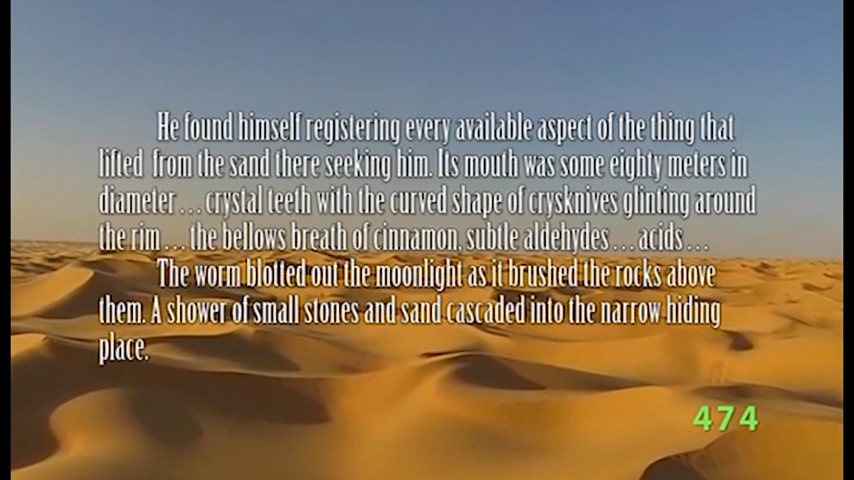 He found himself registering every available aspect of the thing that
lifted from the sand there seeking him. Its mouth was some eighty meters in
diameter . . . crystal teeth with the curved shape of crysknives glinting around
the rim . . . the bellows breath of cinnamon, subtle aldehydes . . . acids . . .
The worm blotted out the moonlight as it brushed the rocks above
them. A shower of small stones and sand cascaded into the narrow hiding
place.
474